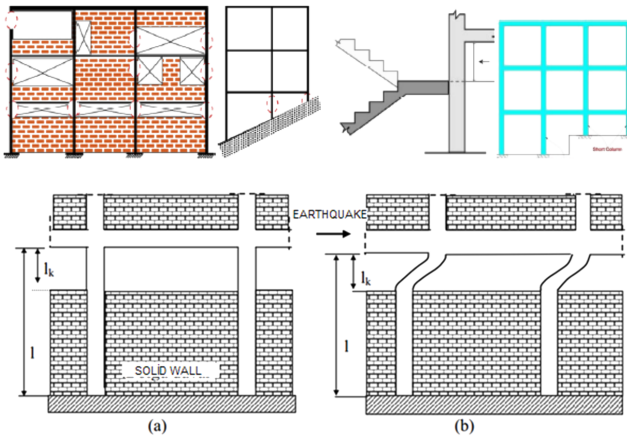 Short Column
EARTHQUAKE
lk
l
SOLID WALL
(a)
lk
l
(b)